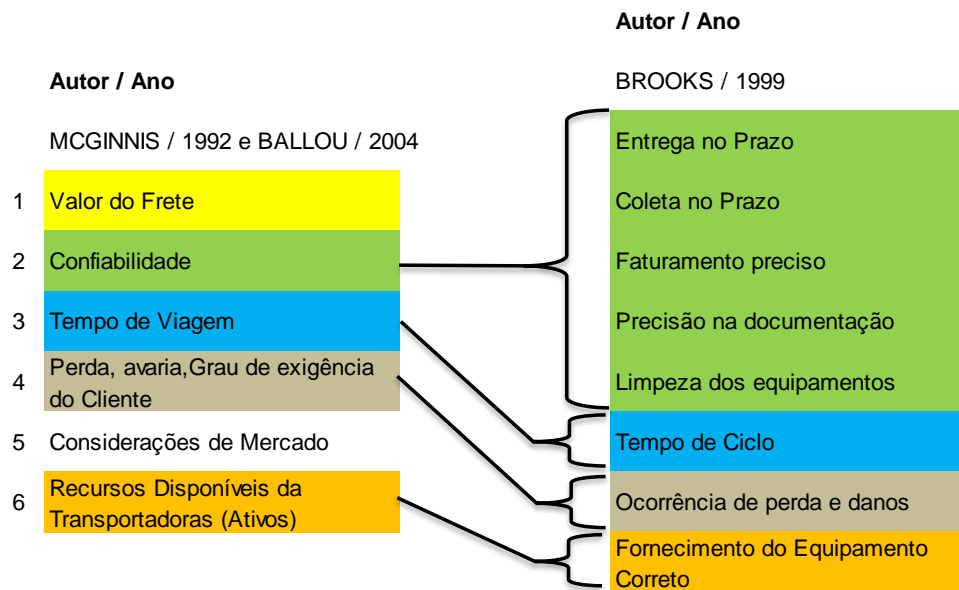 Autor / Ano
MCGINNIS / 1992 e BALLOU / 2004
1 Valor do Frete
2 Confiabilidade
3 Tempo de Viagem
4 Perda, avaria,Grau de exigência
do Cliente
5 Considerações de Mercado
6 Recursos Disponíveis da
Transportadoras (Ativos)
Autor / Ano
BROOKS / 1999
Entrega no Prazo
Coleta no Prazo
Faturamento preciso
Precisão na documentação
Limpeza dos equipamentos
Tempo de Ciclo
Ocorrência de perda e danos
Fornecimento do Equipamento
Correto